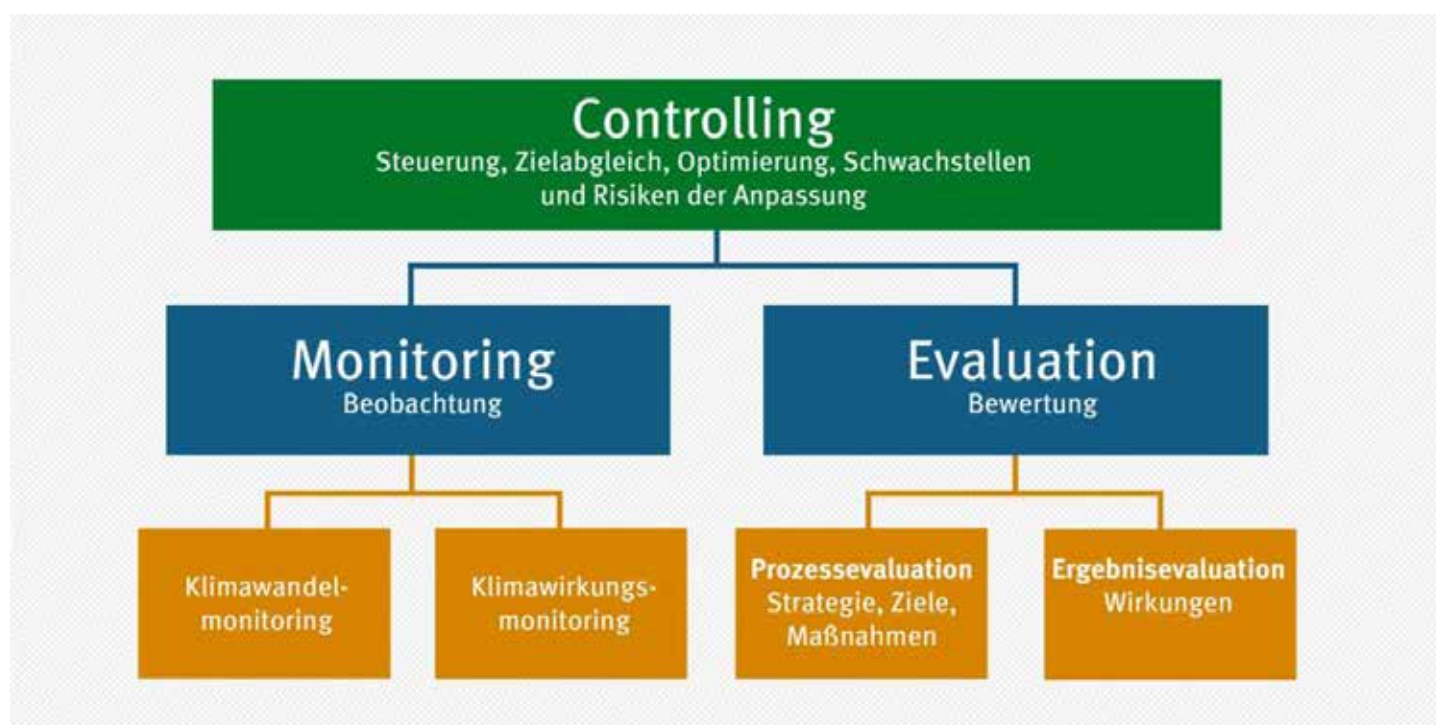 Controlling
Steuerung, Zielabgleich, Optimierung, Schwachstellen
und Risiken der Anpassung
Monitoring
Beobachtung
Evaluation
Bewertung
Klimawandel-
monitoring
Klimawirkungs-
monitoring
Prozessevaluation
Strategie, Ziele,
Maßnahmen
Ergebnisevaluation
Wirkungen